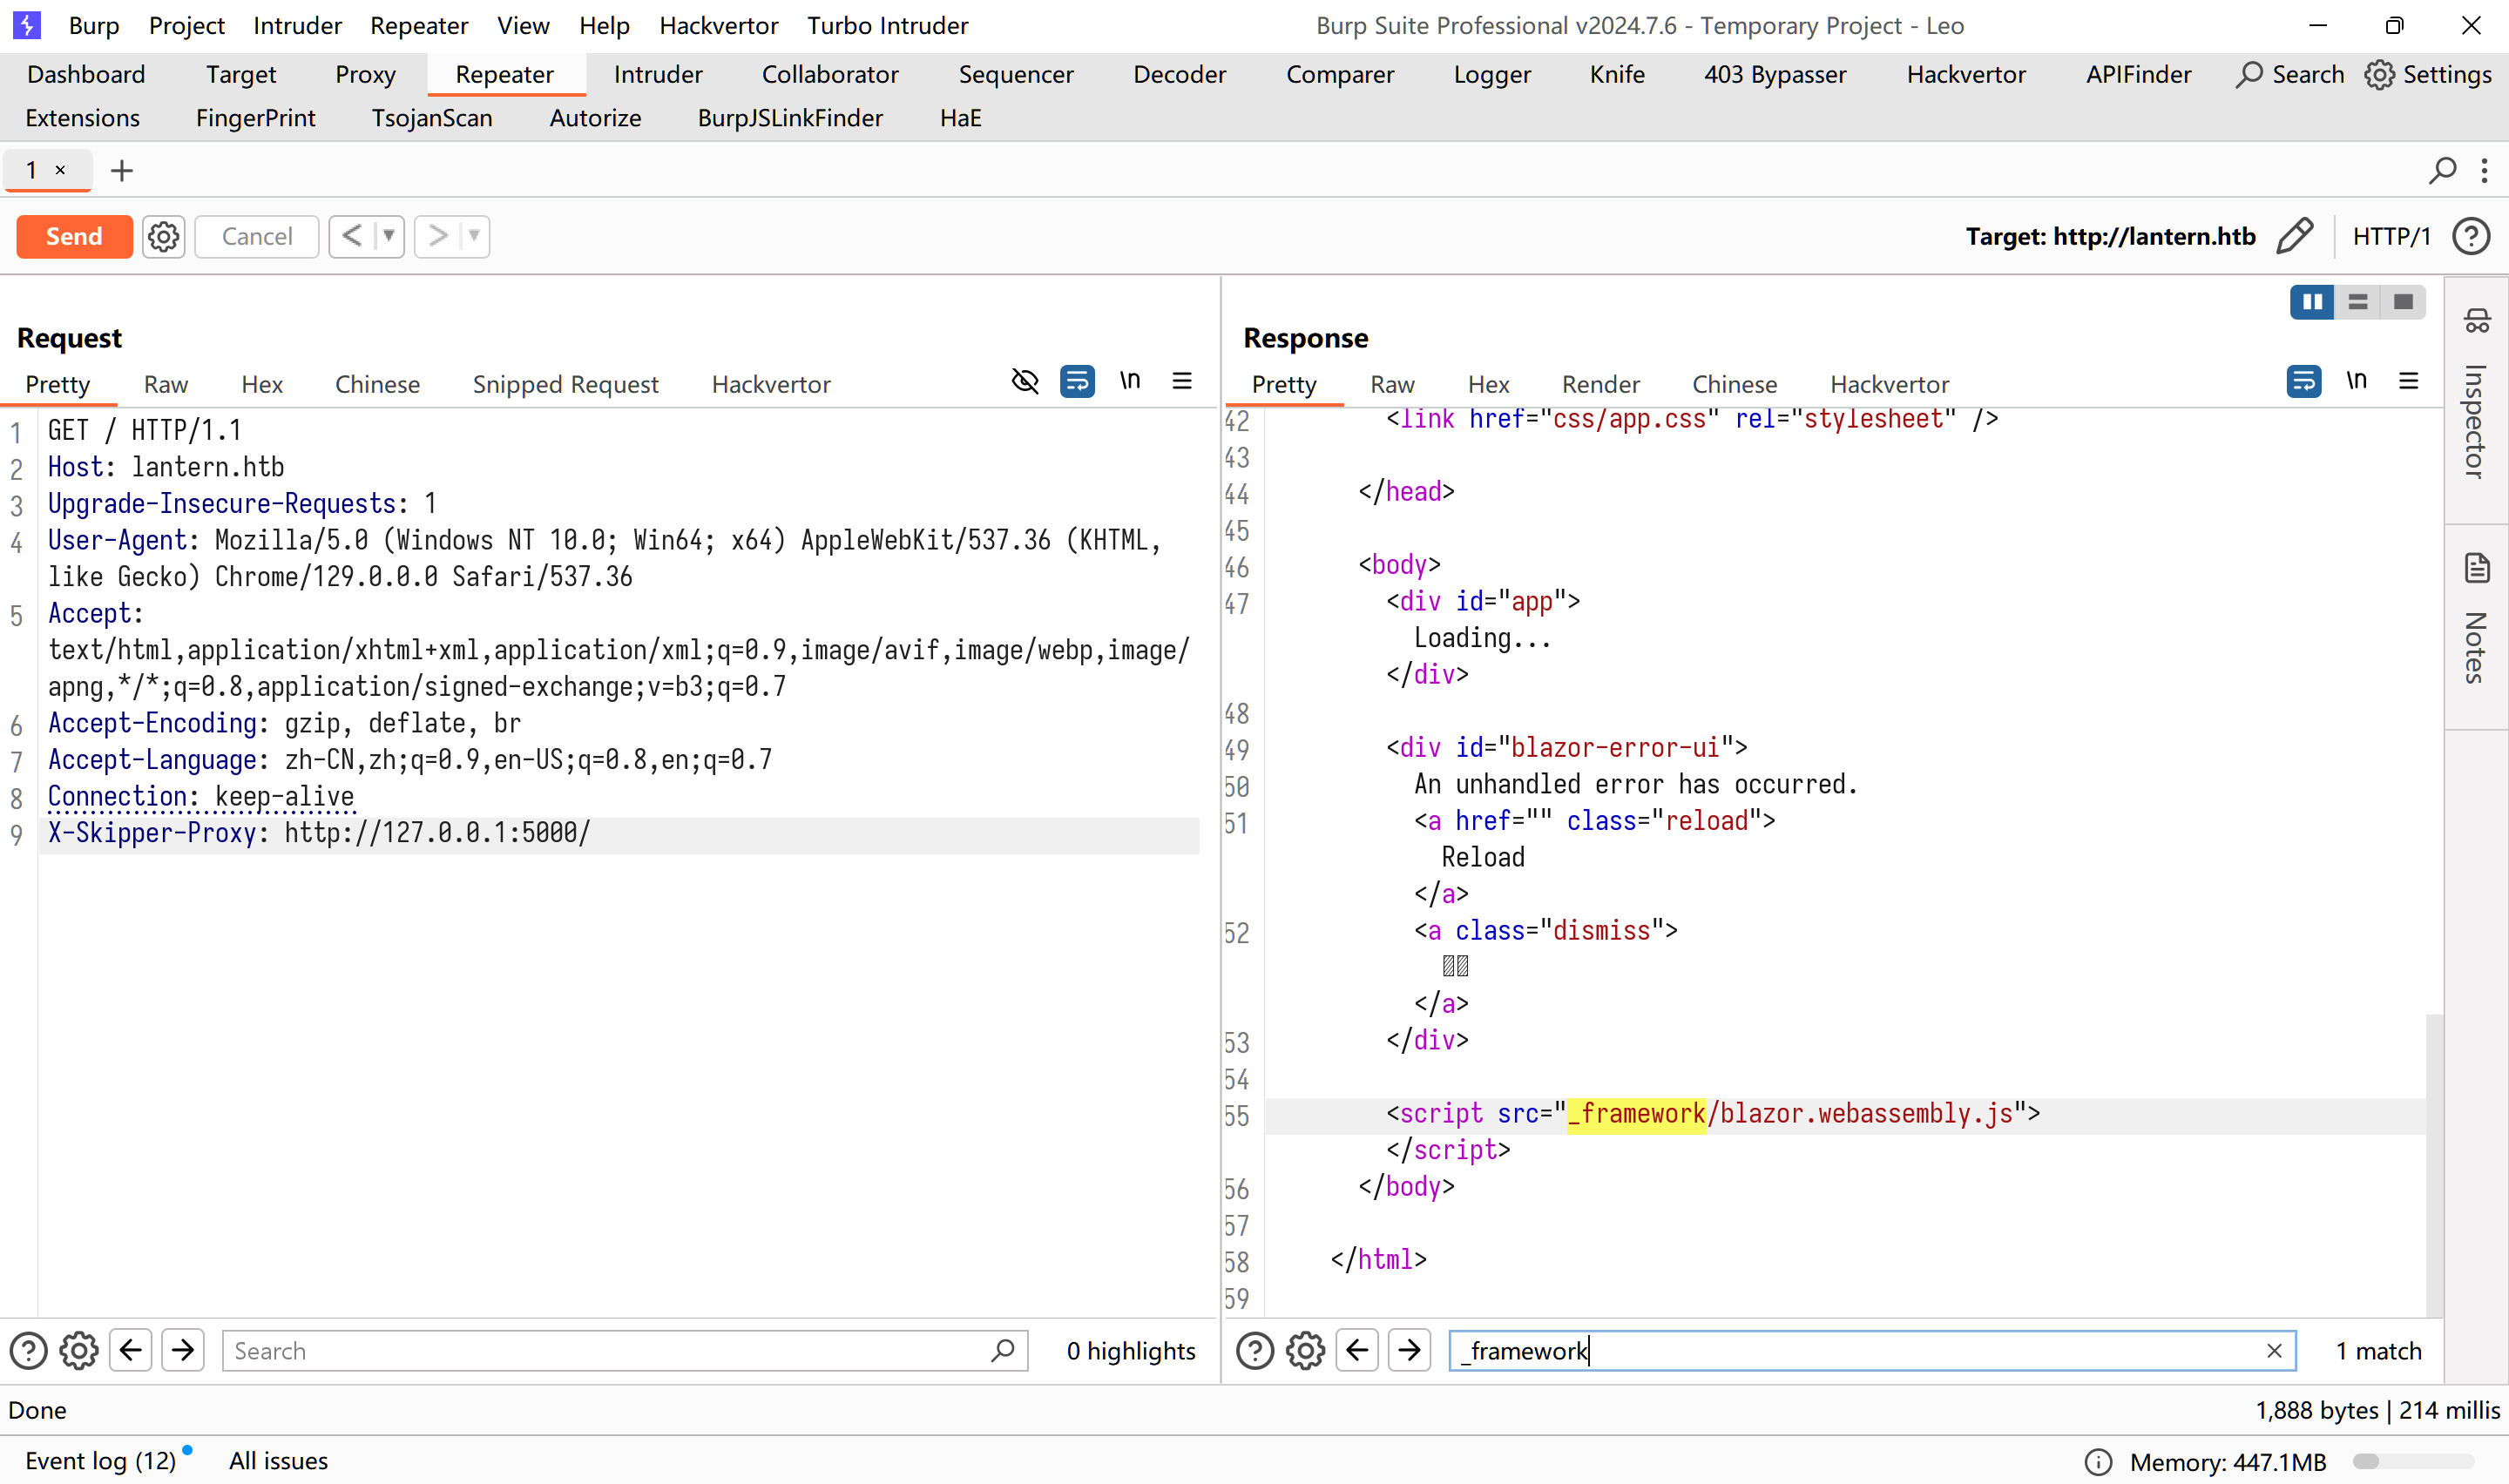 Burp Project Intruder Repeater View Help Hackvertor Turbo Intruder Burp Suite Professional v2024.7.6 - Temporary Project - Leo
Dashboard Target Proxy Repeater Intruder Collaborator Sequencer Decoder Comparer Logger Knife 403 Bypasser Hackvertor APIFinder Search Settings
Extensions FingerPrint TsojanScan Autorize BurpJSLinkFinder HaE
1 × +
Send Cancel < > Target: http://lantern.htb HTTP/1 ?
Request
Pretty Raw Hex Chinese Snipped Request Hackvertor \n
1 GET / HTTP/1.1
2 Host: lantern.htb
3 Upgrade-Insecure-Requests: 1
4 User-Agent: Mozilla/5.0 (Windows NT 10.0; Win64; x64) AppleWebKit/537.36 (KHTML,
like Gecko) Chrome/129.0.0.0 Safari/537.36
5 Accept:
text/html,application/xhtml+xml,application/xml;q=0.9,image/avif,image/webp,image/
apng,*/*;q=0.8,application/signed-exchange;v=b3;q=0.7
6 Accept-Encoding: gzip, deflate, br
7 Accept-Language: zh-CN,zh;q=0.9,en-US;q=0.8,en;q=0.7
8 Connection: keep-alive
9 X-Skipper-Proxy: http://127.0.0.1:5000/
Search 0 highlights
Response
Pretty Raw Hex Render Chinese Hackvertor \n
42 <link href="css/app.css" rel="stylesheet" />
43
44 </head>
45
46 <body>
47 <div id="app">
Loading...
</div>
48
49 <div id="blazor-error-ui">
50 An unhandled error has occurred.
51 <a href="" class="reload">
Reload
</a>
52 <a class="dismiss">
</a>
53 </div>
54
55 <script src="_framework/blazor.webassembly.js">
</script>
56 </body>
57
58 </html>
59
_framework 1 match
Inspector
Notes
Done 1,888 bytes | 214 millis
Event log (12) All issues Memory: 447.1MB